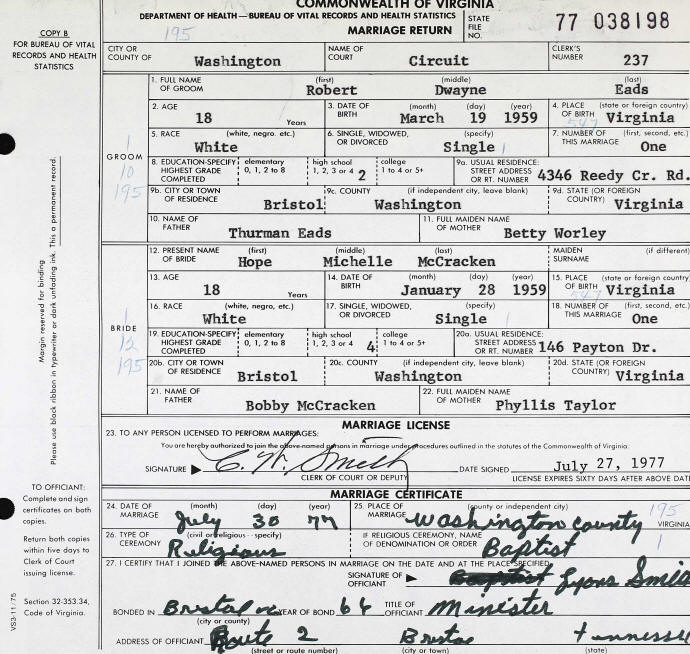 COMMONWEALTH OF VIRGINIA
DEPARTMENT OF HEALTH—BUREAU OF VITAL RECORDS AND HEALTH STATISTICS
MARRIAGE RETURN
STATE FILE NO. 77 038198
195
COPY B
FOR BUREAU OF VITAL
RECORDS AND HEALTH
STATISTICS
CITY OR COUNTY OF Washington NAME OF COURT Circuit CLERK'S NUMBER 237
GROOM
1
10
195
1. FULL NAME OF GROOM (first) Robert (middle) Dwayne (last) Eads
2. AGE 18 Years 3. DATE OF BIRTH (month) March (day) 19 (year) 1959 4. PLACE OF BIRTH (state or foreign country) Virginia
547
5. RACE (white, negro, etc.) White 6. SINGLE, WIDOWED, OR DIVORCED (specify) Single 7. NUMBER OF THIS MARRIAGE (first, second, etc.) One
8. EDUCATION-SPECIFY HIGHEST GRADE COMPLETED elementary 0, 1, 2 to 8 high school 1, 2, 3 or 4 2 college 1 to 4 or 5+ 9a. USUAL RESIDENCE: STREET ADDRESS OR RT. NUMBER 4346 Reedy Cr. Rd.
9b. CITY OR TOWN OF RESIDENCE Bristol 9c. COUNTY (if independent city, leave blank) Washington 9d. STATE (OR FOREIGN COUNTRY) Virginia
10. NAME OF FATHER Thurman Eads 11. FULL MAIDEN NAME OF MOTHER Betty Worley
BRIDE
1
12
195
12. PRESENT NAME OF BRIDE (first) Hope (middle) Michelle (last) McCracken MAIDEN SURNAME (if different)
13. AGE 18 Years 14. DATE OF BIRTH (month) January (day) 28 (year) 1959 15. PLACE OF BIRTH (state or foreign country) Virginia
547
16. RACE (white, negro, etc.) White 17. SINGLE, WIDOWED, OR DIVORCED (specify) Single 18. NUMBER OF THIS MARRIAGE (first, second, etc.) One
19. EDUCATION-SPECIFY HIGHEST GRADE COMPLETED elementary 0, 1, 2 to 8 high school 1, 2, 3 or 4 4 college 1 to 4 or 5+ 20a. USUAL RESIDENCE: STREET ADDRESS OR RT. NUMBER 146 Payton Dr.
20b. CITY OR TOWN OF RESIDENCE Bristol 20c. COUNTY (if independent city, leave blank) Washington 20d. STATE (OR FOREIGN COUNTRY) Virginia
21. NAME OF FATHER Bobby McCracken 22. FULL MAIDEN NAME OF MOTHER Phyllis Taylor
Margin reserved for binding
Please use black ribbon in typewriter or dark unfading ink. This is a permanent record.
MARRIAGE LICENSE
23. TO ANY PERSON LICENSED TO PERFORM MARRIAGES:
You are hereby authorized to join the above-named persons in marriage under procedures outlined in the statutes of the Commonwealth of Virginia.
SIGNATURE C. W. Smith DATE SIGNED July 27, 1977
CLERK OF COURT OR DEPUTY LICENSE EXPIRES SIXTY DAYS AFTER ABOVE DATE
MARRIAGE CERTIFICATE
24. DATE OF MARRIAGE (month) July (day) 30 (year) 77 25. PLACE OF MARRIAGE (county or independent city) Washington County VIRGINIA
195
1
26. TYPE OF CEREMONY (civil or religious - specify) Religious IF RELIGIOUS CEREMONY, NAME OF DENOMINATION OR ORDER Baptist
27. I CERTIFY THAT I JOINED THE ABOVE-NAMED PERSONS IN MARRIAGE ON THE DATE AND AT THE PLACE SPECIFIED.
SIGNATURE OF OFFICIANT Lyons Smith
BONDED IN Bristol YEAR OF BOND 66 TITLE OF OFFICIANT Minister
(city or county)
ADDRESS OF OFFICIANT Route 2 Bristol Tennessee
(street or route number) (city or town) (state)
TO OFFICIANT:
Complete and sign
certificates on both
copies.
Return both copies
within five days to
Clerk of Court
issuing license.
Section 32-353.34,
Code of Virginia.
VS3-11/75